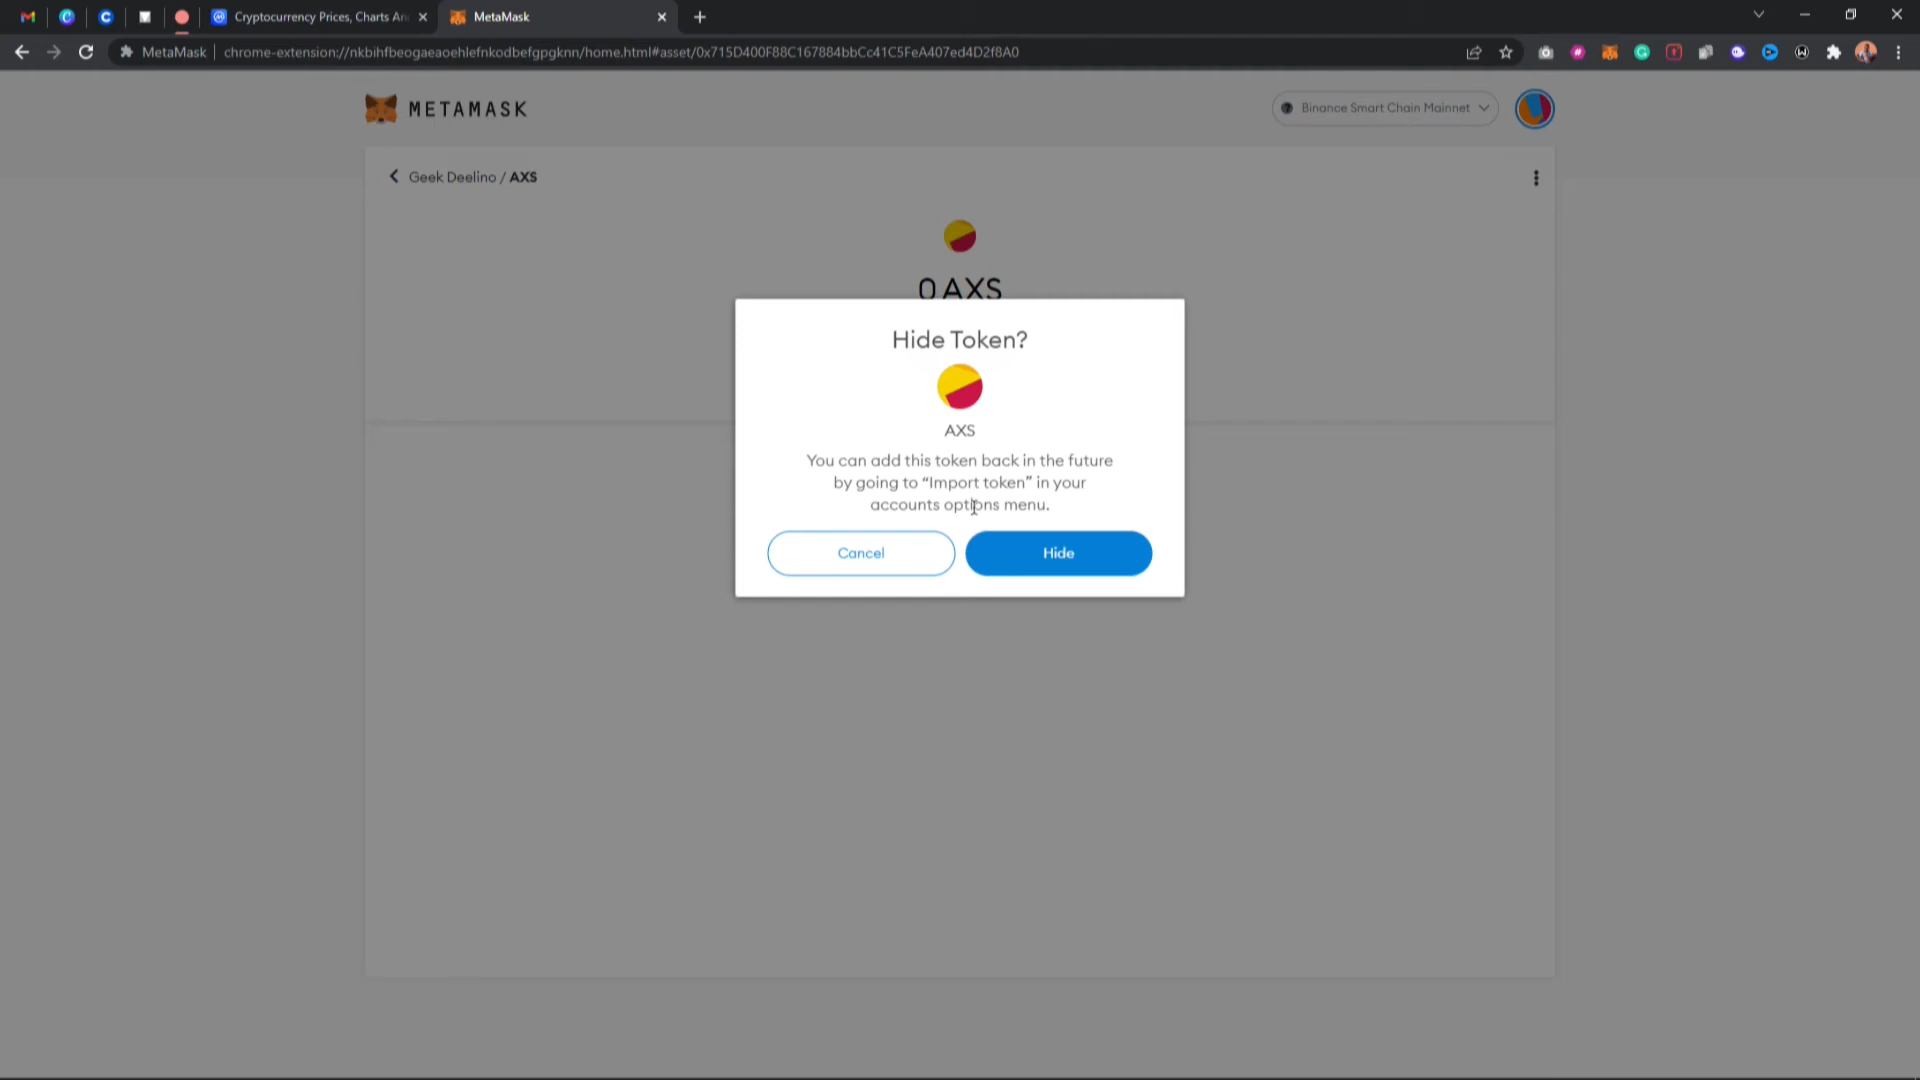 Cryptocurrency Prices, Charts An
MetaMask
MetaMask
chrome-extension://nkbihfbeogaeaoehlefnkodbefgpgknn/home.html#asset/0x715D400F88C167884bbCc41C5FeA407ed4D2f8A0
METAMASK
Binance Smart Chain Mainnet
Geek Deelino / AXS
0 AXS
Hide Token?
AXS
You can add this token back in the future
by going to “Import token” in your
accounts options menu.
Cancel
Hide